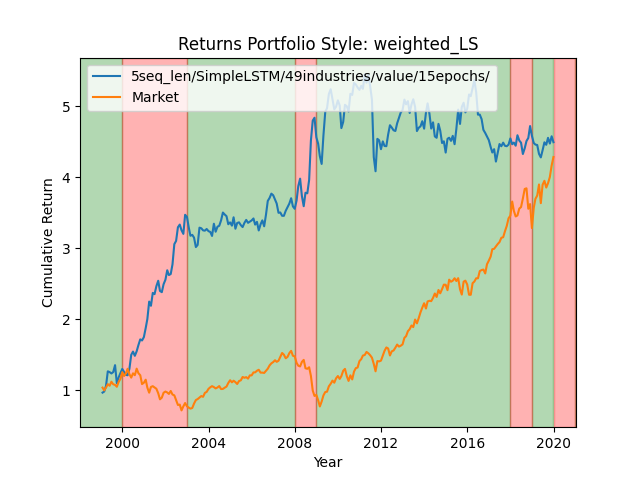 Returns Portfolio Style: weighted_LS
5seq_len/SimpleLSTM/49industries/value/15epochs/
Market
Cumulative Return
5
4
3
2
1
2000 2004 2008 2012 2016 2020
Year